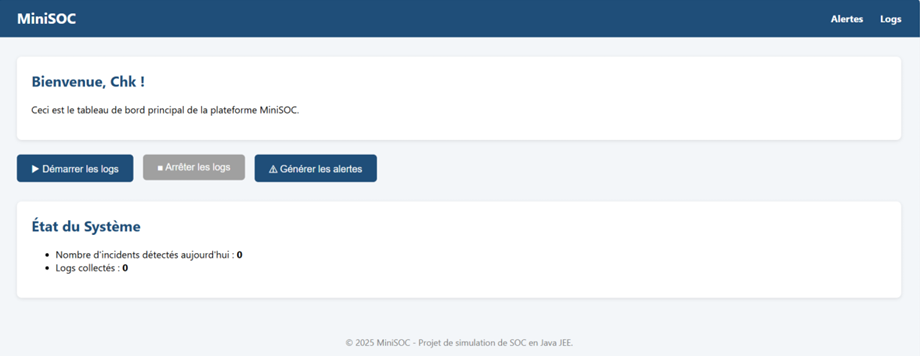 MiniSOC
Alertes Logs
Bienvenue, Chk !
Ceci est le tableau de bord principal de la plateforme MiniSOC.
▶ Démarrer les logs
■ Arrêter les logs
⚠ Générer les alertes
État du Système
• Nombre d'incidents détectés aujourd'hui : 0
• Logs collectés : 0
© 2025 MiniSOC - Projet de simulation de SOC en Java JEE.